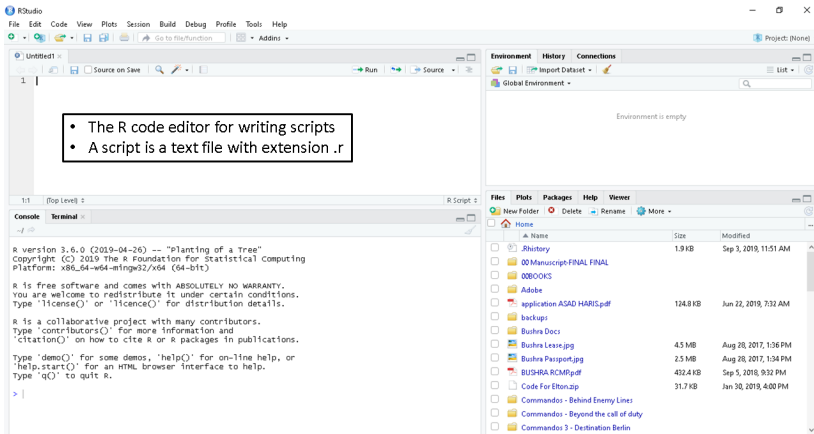 RStudio
File Edit Code View Plots Session Build Debug Profile Tools Help
Go to file/function Addins Project: (None)
Untitled1
Source on Save Run Source
1
• The R code editor for writing scripts
• A script is a text file with extension .r
1:1 (Top Level) R Script
Console Terminal
~/
R version 3.6.0 (2019-04-26) -- "Planting of a Tree"
Copyright (C) 2019 The R Foundation for Statistical Computing
Platform: x86_64-w64-mingw32/x64 (64-bit)
R is free software and comes with ABSOLUTELY NO WARRANTY.
You are welcome to redistribute it under certain conditions.
Type 'license()' or 'licence()' for distribution details.
R is a collaborative project with many contributors.
Type 'contributors()' for more information and
'citation()' on how to cite R or R packages in publications.
Type 'demo()' for some demos, 'help()' for on-line help, or
'help.start()' for an HTML browser interface to help.
Type 'q()' to quit R.
>
Environment History Connections
Import Dataset List
Global Environment
Environment is empty
Files Plots Packages Help Viewer
New Folder Delete Rename More
Home
Name Size Modified
.Rhistory 1.9 KB Sep 3, 2019, 11:51 AM
00 Manuscript-FINAL FINAL
00BOOKS
Adobe
application ASAD HARIS.pdf 124.8 KB Jun 22, 2019, 7:32 AM
backups
Bushra Docs
Bushra Lease.jpg 4.5 MB Aug 28, 2017, 1:36 PM
Bushra Passport.jpg 2.5 MB Aug 28, 2017, 1:34 PM
BUSHRA RCMP.pdf 432.4 KB Sep 5, 2018, 9:32 PM
Code For Elton.zip 31.7 KB Jan 30, 2019, 4:00 PM
Commandos - Behind Enemy Lines
Commandos - Beyond the call of duty
Commandos 3 - Destination Berlin